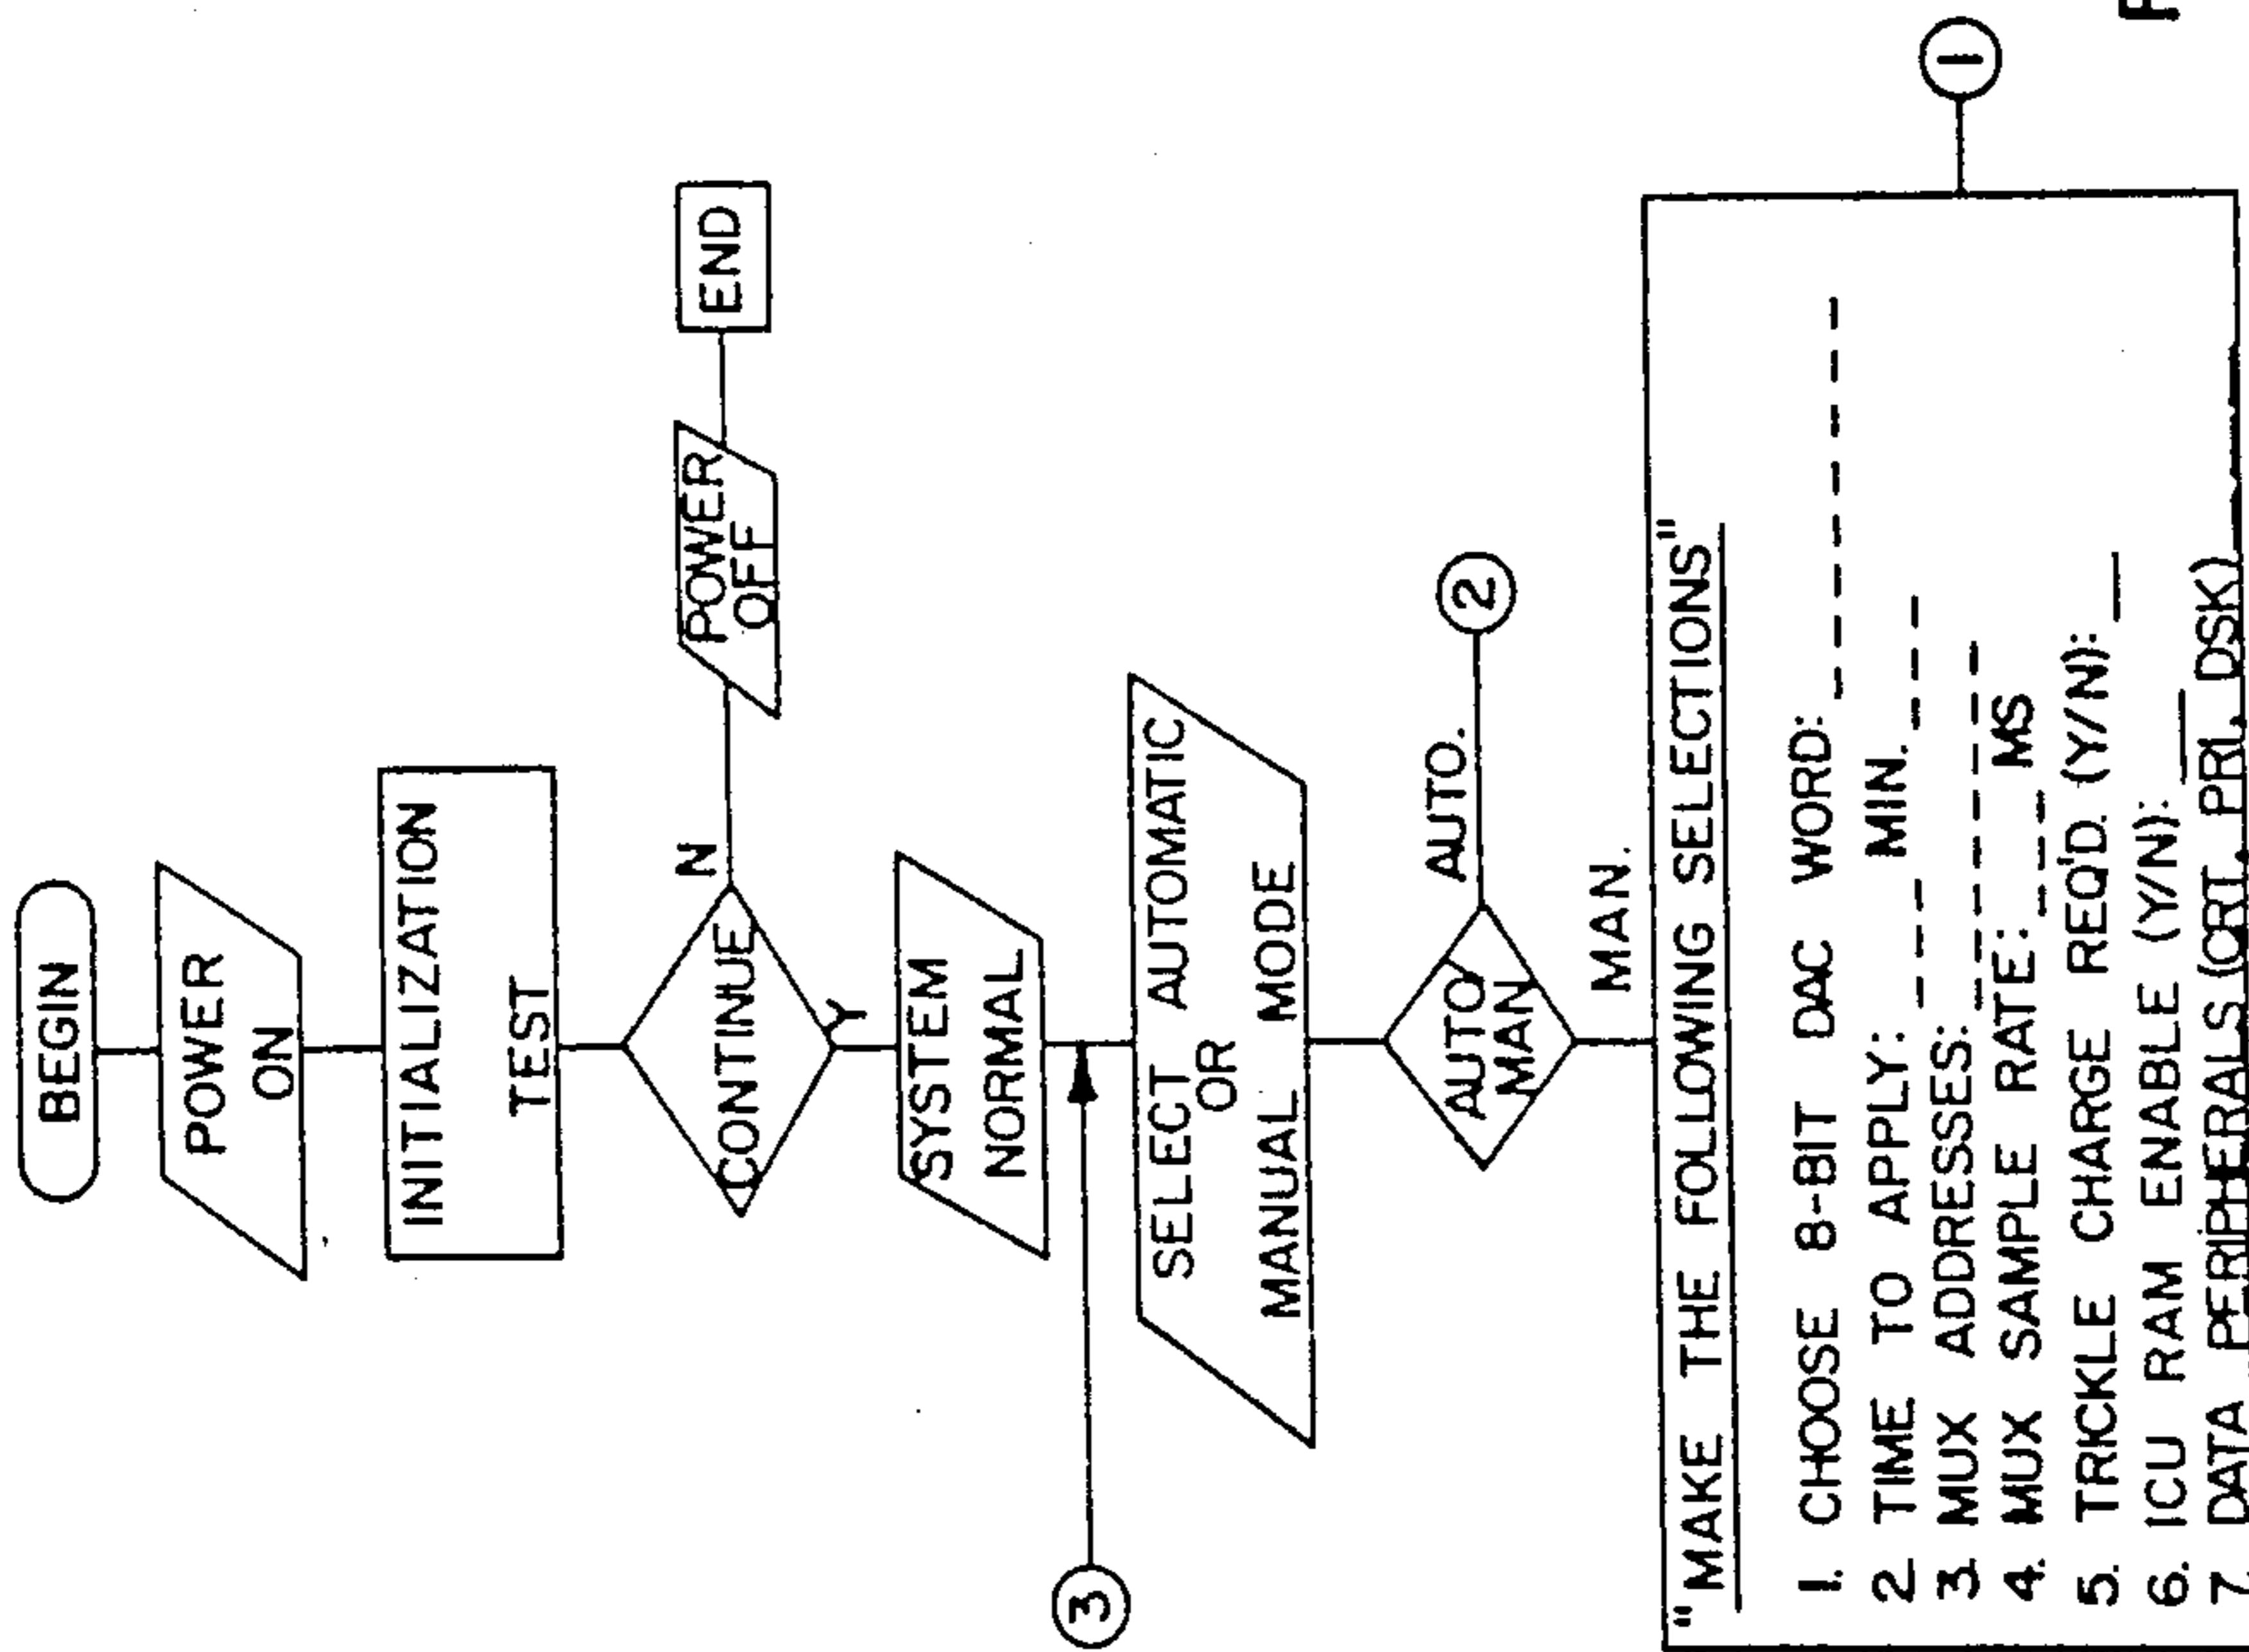 BEGIN
POWER
ON
INITIALIZATION
TEST
CONTINUE
N
POWER
OFF
END
Y
SYSTEM
NORMAL
3
SELECT AUTOMATIC
OR
MANUAL MODE
AUTO/
MAN
AUTO.
2
MAN.
"MAKE THE FOLLOWING SELECTIONS"
1. CHOOSE 8-BIT DAC WORD: _ _ _ _ _ _ _ _
2 TIME TO APPLY: _ _ _ MIN. _ _ _
3. MUX ADDRESSES: _ _ _ _ _ _ _ _
4. MUX SAMPLE RATE: _ _ _ MS
5. TRICKLE CHARGE REQ'D. (Y/N): _
6. ICU RAM ENABLE (Y/N): _
7. DATA PERIPHERALS (CRT, PRI, DSK)
1